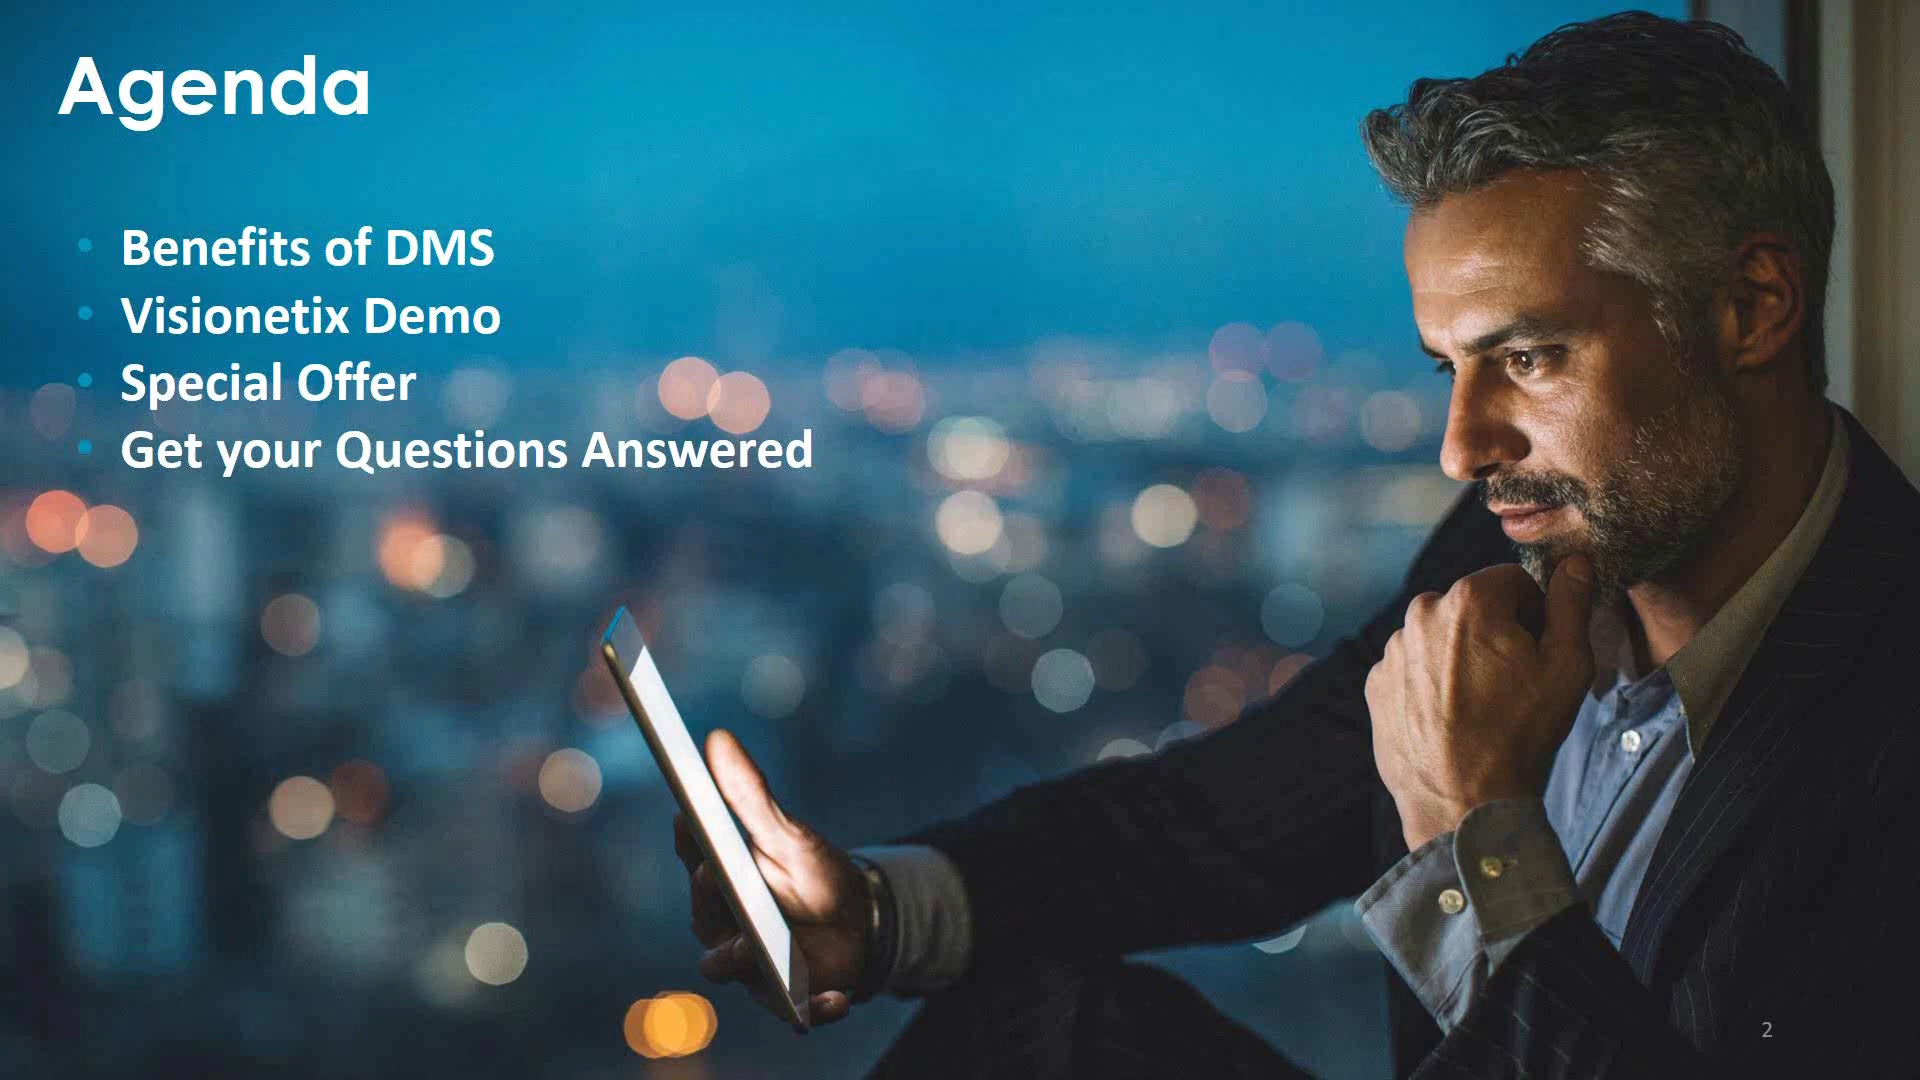 Agenda
• Benefits of DMS
• Visionetix Demo
• Special Offer
• Get your Questions Answered
2